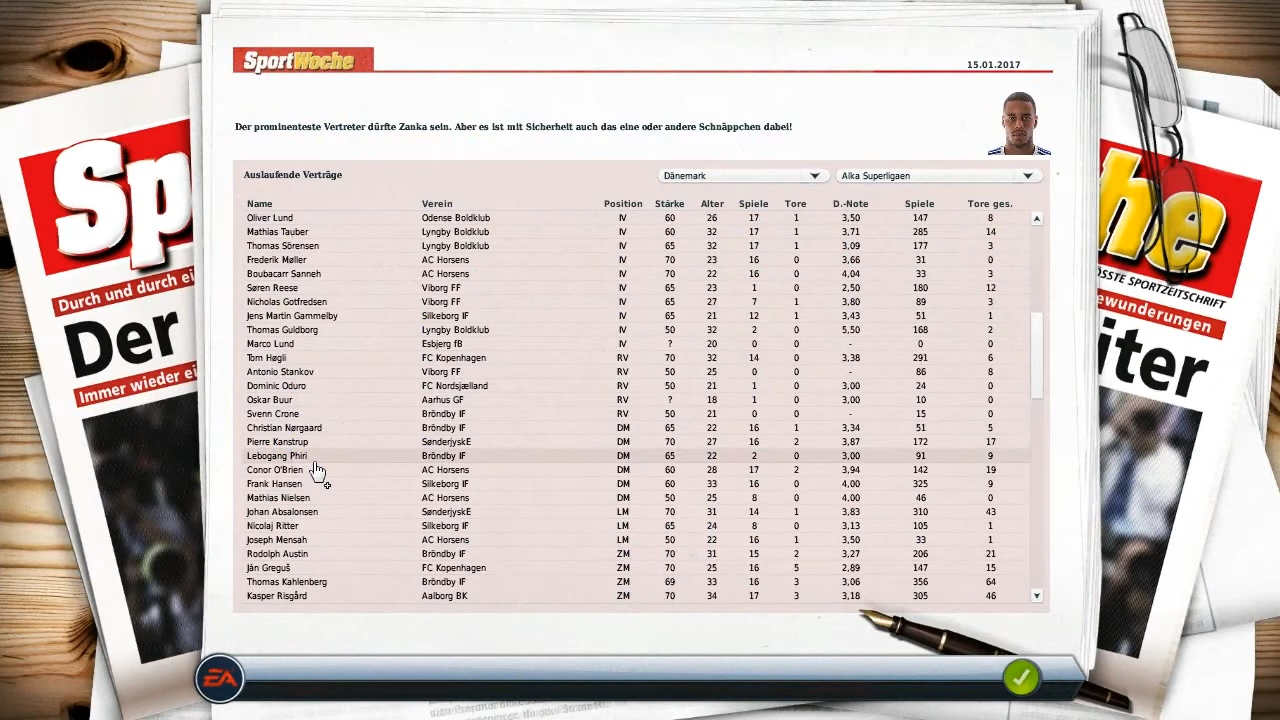 SportWoche
15.01.2017
Der prominenteste Vertreter dürfte Zanka sein. Aber es ist mit Sicherheit auch das eine oder andere Schnäppchen dabei!
Auslaufende Verträge Dänemark Alka Superligaen
Name Verein Position Stärke Alter Spiele Tore D.-Note Spiele Tore ges.
Oliver Lund Odense Boldklub IV 60 26 17 1 3,50 147 8
Mathias Tauber Lyngby Boldklub IV 60 32 17 1 3,71 285 14
Thomas Sörensen Lyngby Boldklub IV 65 32 17 1 3,09 177 3
Frederik Møller AC Horsens IV 70 23 16 0 3,66 31 0
Boubacarr Sanneh AC Horsens IV 70 22 16 0 4,04 33 3
Søren Reese Viborg FF IV 65 23 1 0 2,50 180 12
Nicholas Gotfredsen Viborg FF IV 65 27 7 1 3,80 89 3
Jens Martin Gammelby Silkeborg IF IV 65 21 12 1 3,43 51 1
Thomas Guldborg Lyngby Boldklub IV 50 32 2 0 5,50 168 2
Marco Lund Esbjerg fB IV ? 20 0 0 - 0 0
Tom Høgli FC Kopenhagen RV 70 32 14 0 3,38 291 6
Antonio Stankov Viborg FF RV 50 25 0 0 - 86 8
Dominic Oduro FC Nordsjælland RV 50 21 1 0 3,00 24 0
Oskar Buur Aarhus GF RV ? 18 1 0 3,00 10 0
Svenn Crone Bröndby IF RV 50 21 0 0 - 15 0
Christian Nørgaard Bröndby IF DM 65 22 16 1 3,34 51 5
Pierre Kanstrup SønderjyskE DM 70 27 16 2 3,87 172 17
Lebogang Phiri Bröndby IF DM 65 22 2 0 3,00 91 9
Conor O'Brien AC Horsens DM 60 28 17 2 3,94 142 19
Frank Hansen Silkeborg IF DM 60 33 16 0 4,00 325 9
Mathias Nielsen AC Horsens DM 50 25 8 0 4,00 46 0
Johan Absalonsen SønderjyskE LM 70 31 14 1 3,83 310 43
Nicolaj Ritter Silkeborg IF LM 65 24 8 0 3,13 105 1
Joseph Mensah AC Horsens LM 50 22 16 1 3,50 33 1
Rodolph Austin Bröndby IF ZM 70 31 15 2 3,27 206 21
Ján Greguš FC Kopenhagen ZM 70 25 16 5 2,89 147 15
Thomas Kahlenberg Bröndby IF ZM 69 33 16 3 3,06 356 64
Kasper Risgård Aalborg BK ZM 70 34 17 3 3,18 305 46
Sp
Durch und durch ei
Der
Immer wieder ei
he
ÖSSTE SPORTZEITSCHRIFT
ewunderungen
iter
EA